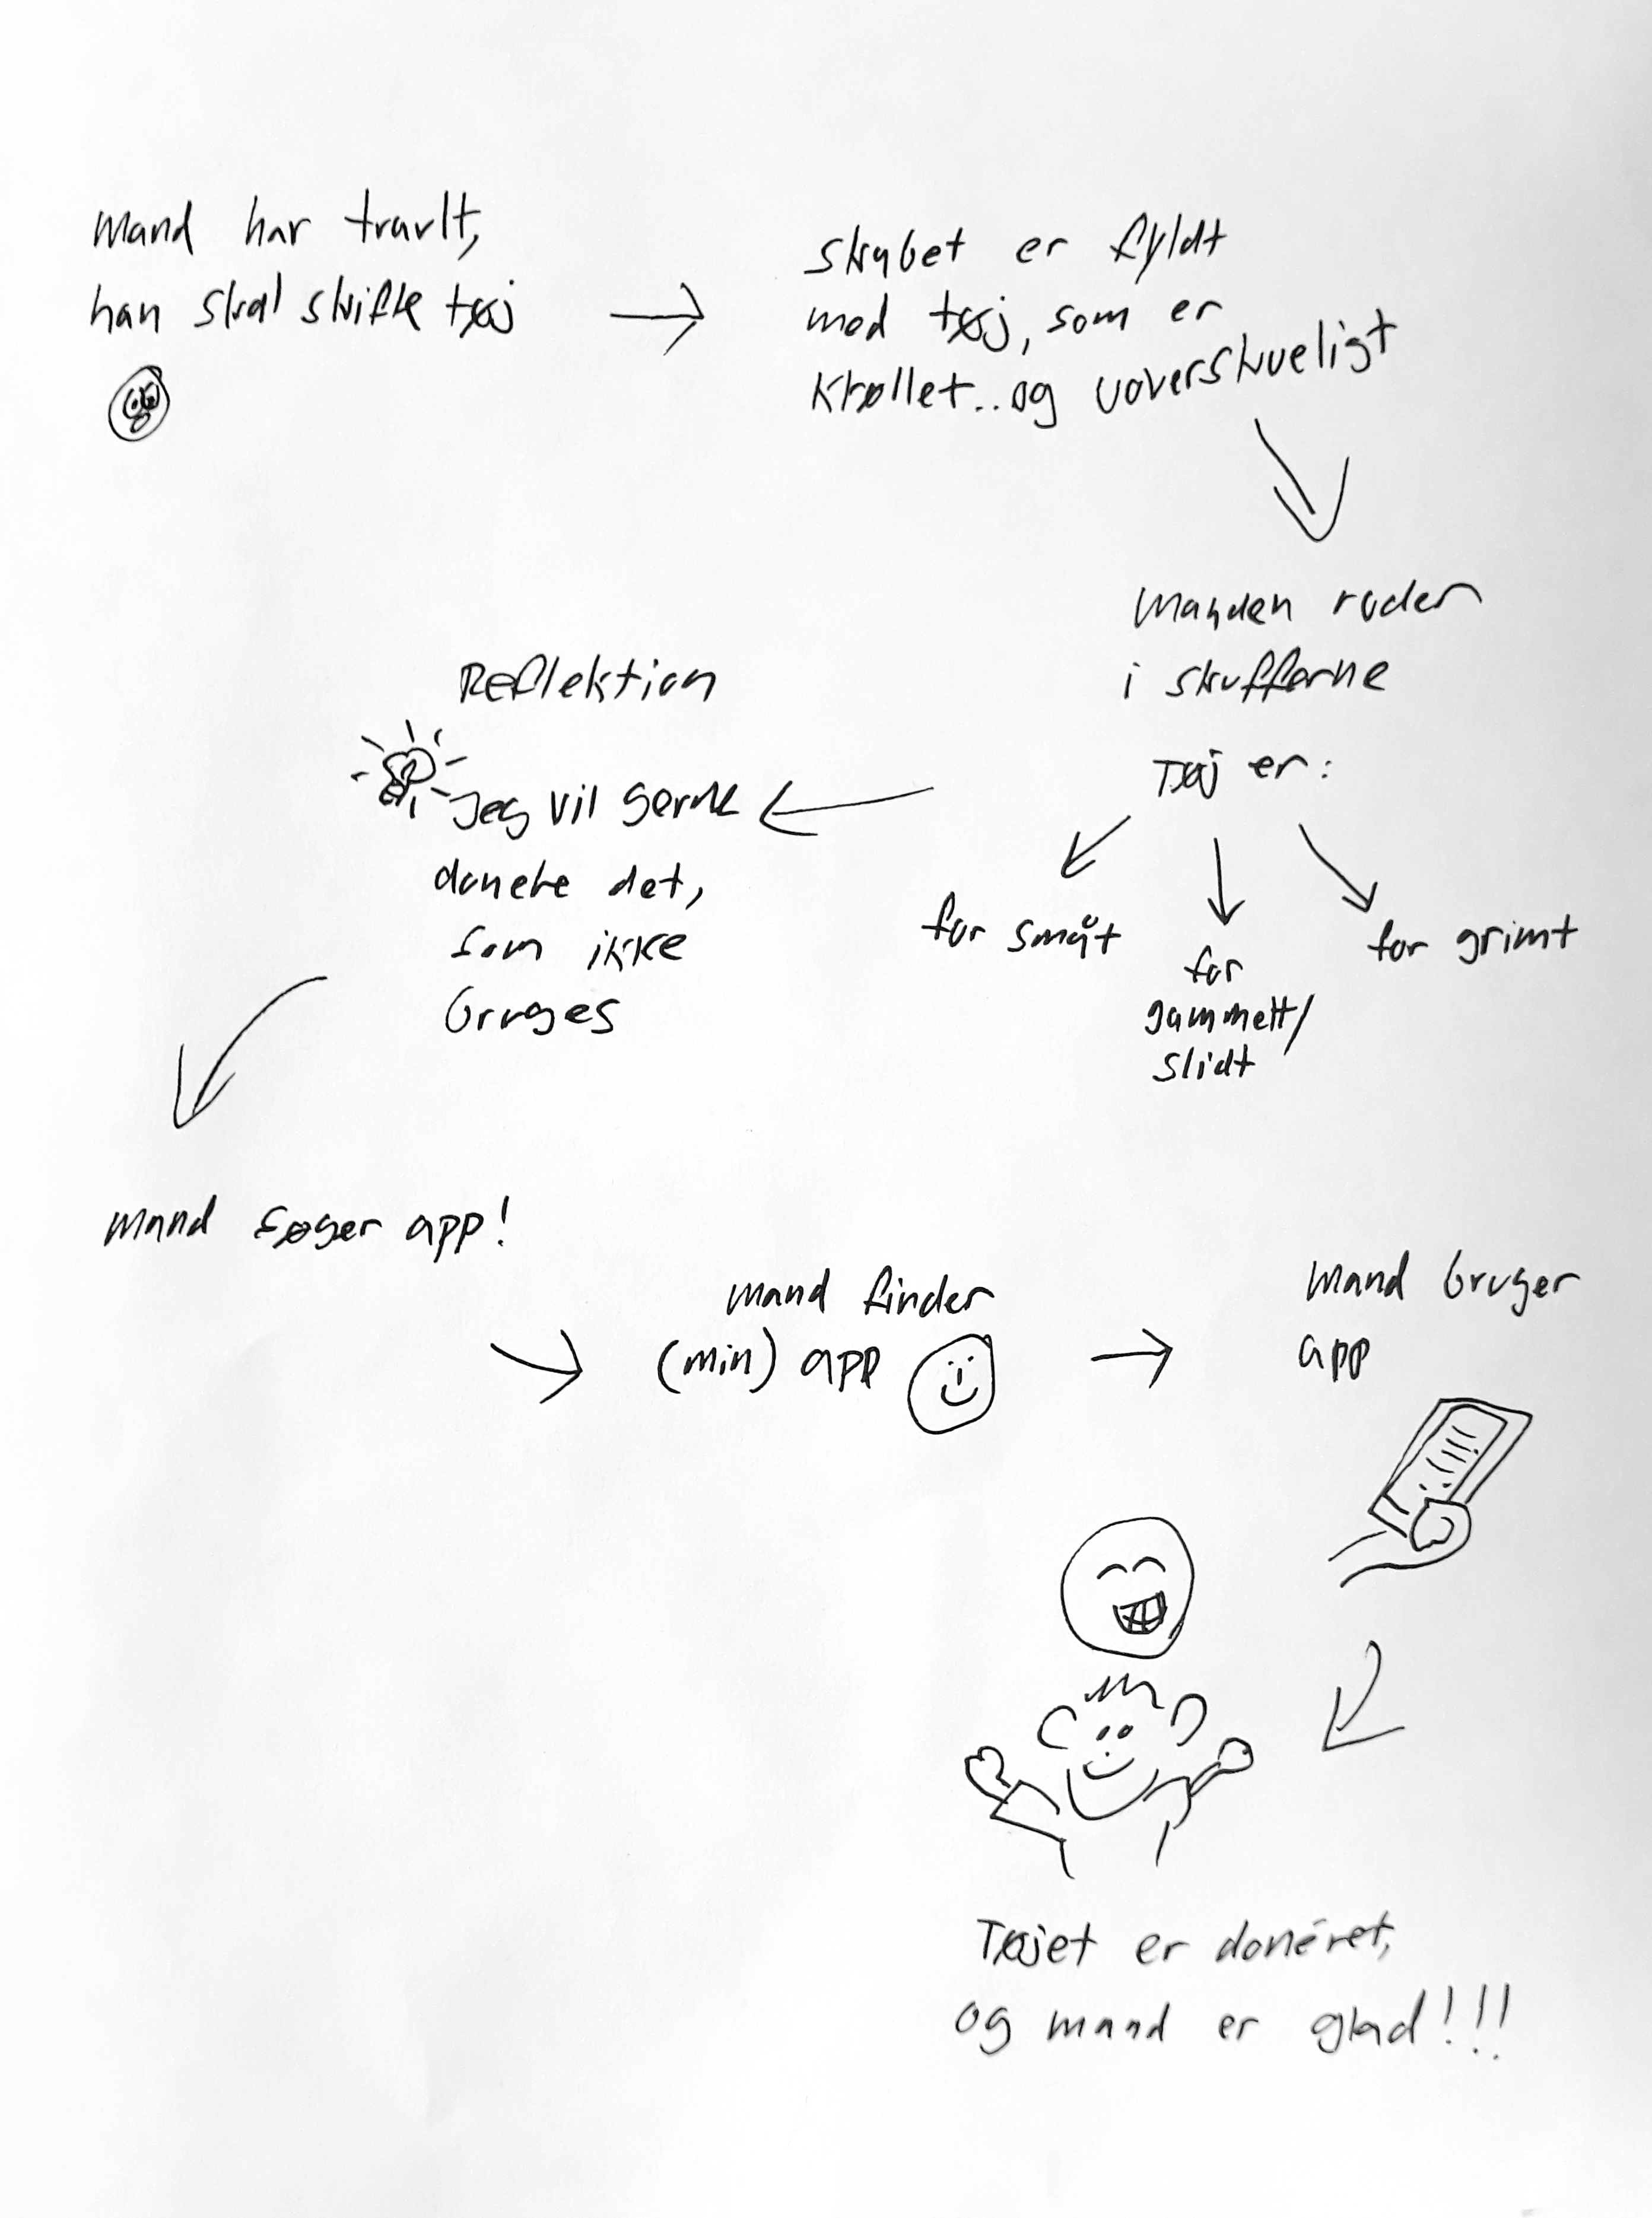 Mand har travlt,
han skal skifte tøj
Skabet er fyldt
med tøj, som er
krøllet.. og uoverskueligt
Manden roder
i skufferne
Tøj er:
for småt
for
gammelt/
slidt
for grimt
Reflektion
Jeg vil gerne
donere det,
som ikke
bruges
Mand søger app!
Mand finder
(min) app
Mand bruger
app
Tøjet er donéret,
og mand er glad!!!